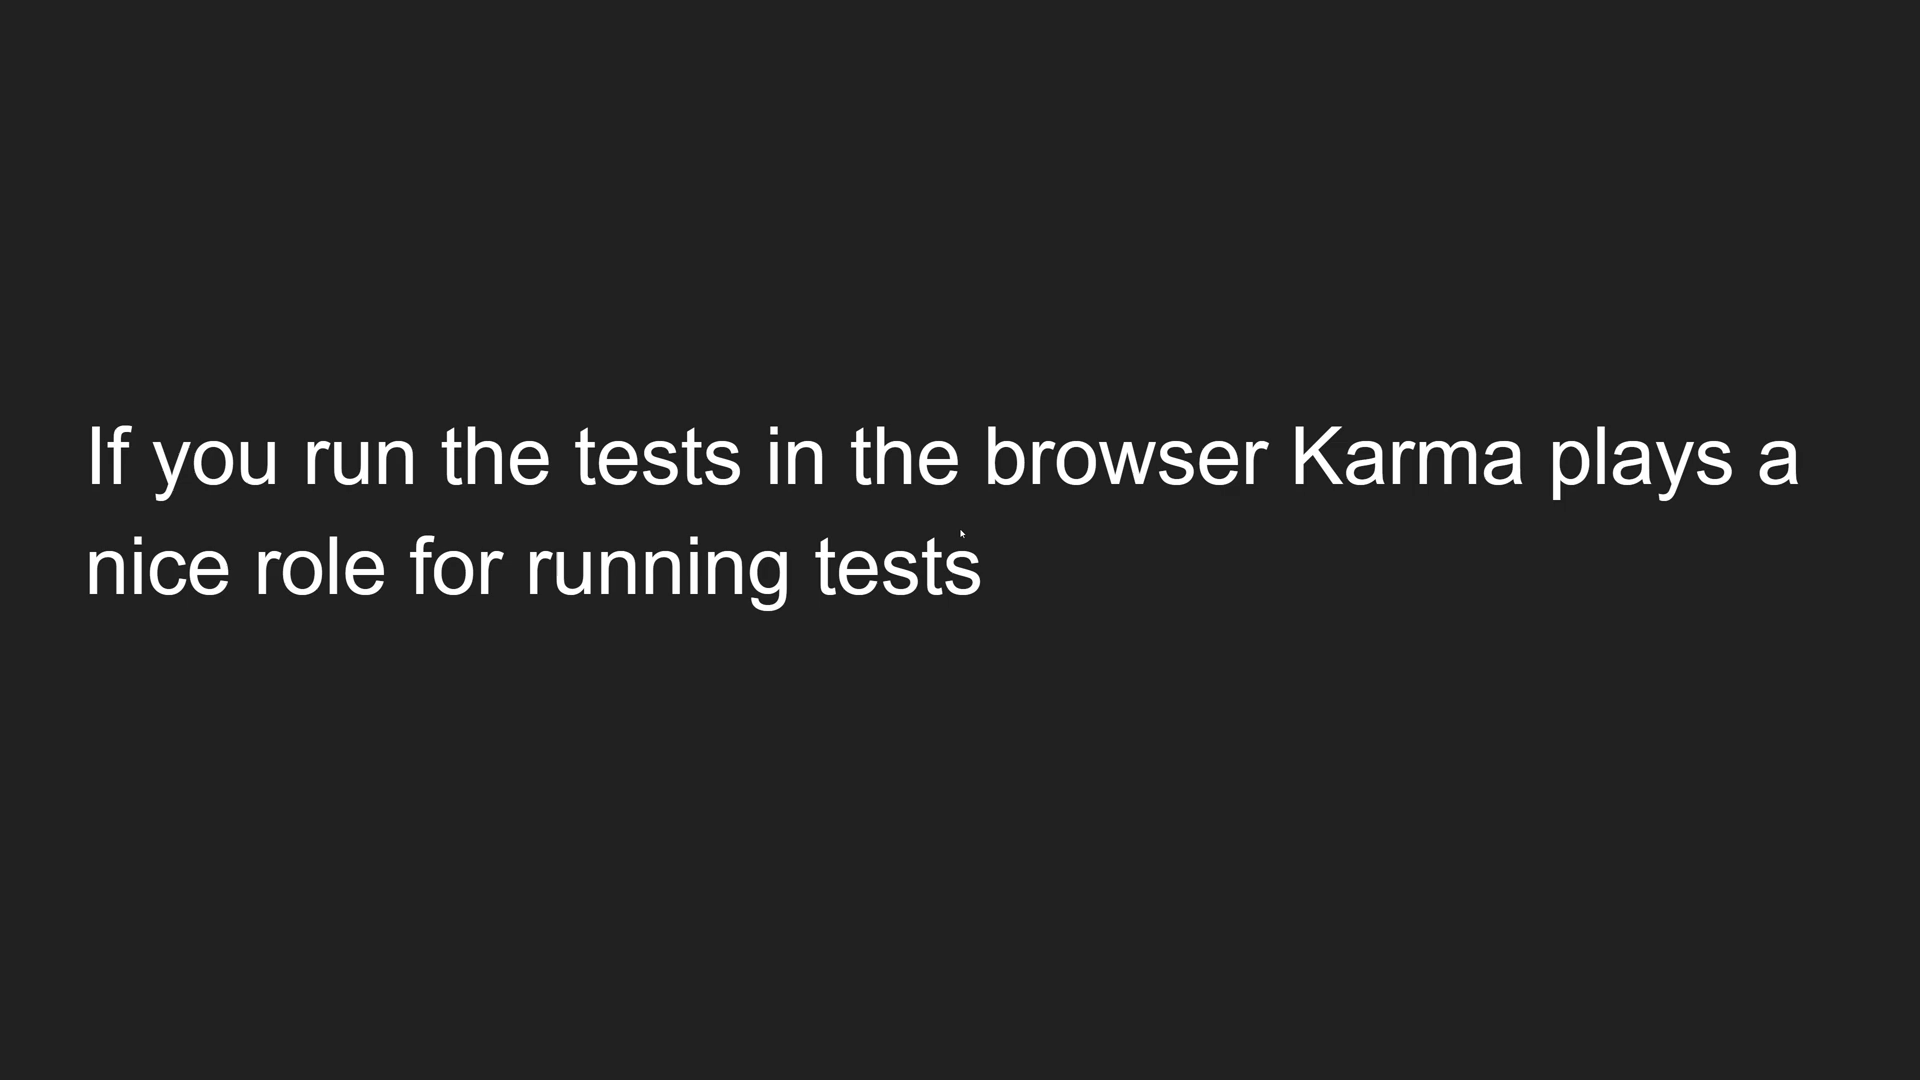 If you run the tests in the browser Karma plays a
nice role for running tests